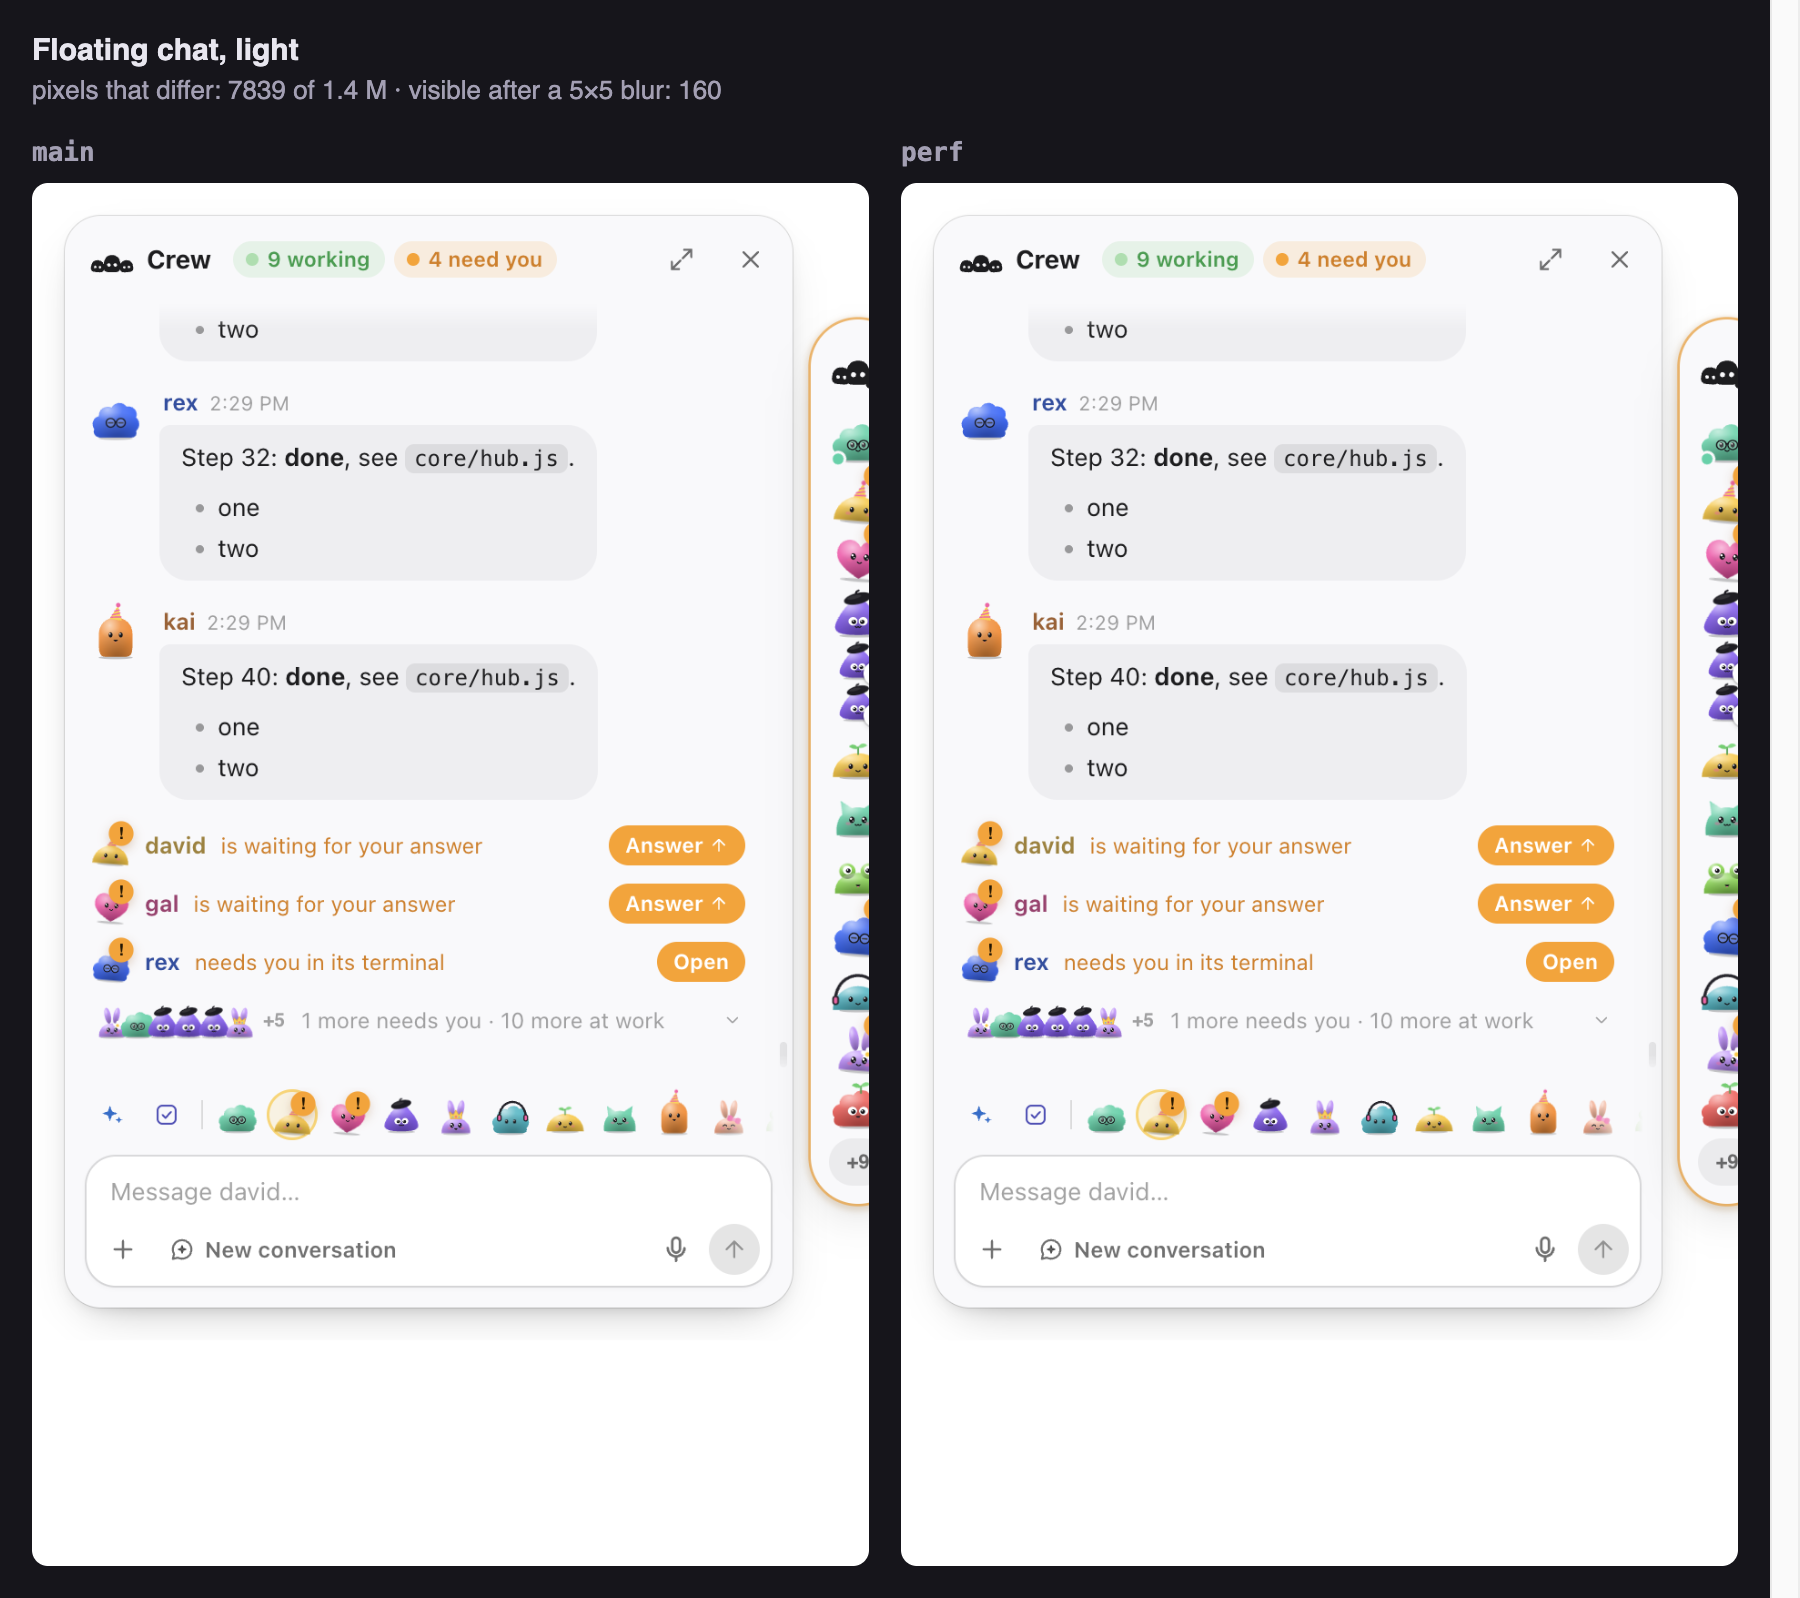 Floating chat, light
pixels that differ: 7839 of 1.4 M · visible after a 5×5 blur: 160
main
Crew
9 working
4 need you
• two
rex 2:29 PM
Step 32: done, see core/hub.js.
• one
• two
kai 2:29 PM
Step 40: done, see core/hub.js.
• one
• two
! david is waiting for your answer Answer ↑
! gal is waiting for your answer Answer ↑
! rex needs you in its terminal Open
+5 1 more needs you · 10 more at work
! !
+9
Message david...
+ New conversation
perf
Crew
9 working
4 need you
• two
rex 2:29 PM
Step 32: done, see core/hub.js.
• one
• two
kai 2:29 PM
Step 40: done, see core/hub.js.
• one
• two
! david is waiting for your answer Answer ↑
! gal is waiting for your answer Answer ↑
! rex needs you in its terminal Open
+5 1 more needs you · 10 more at work
! !
+9
Message david...
+ New conversation